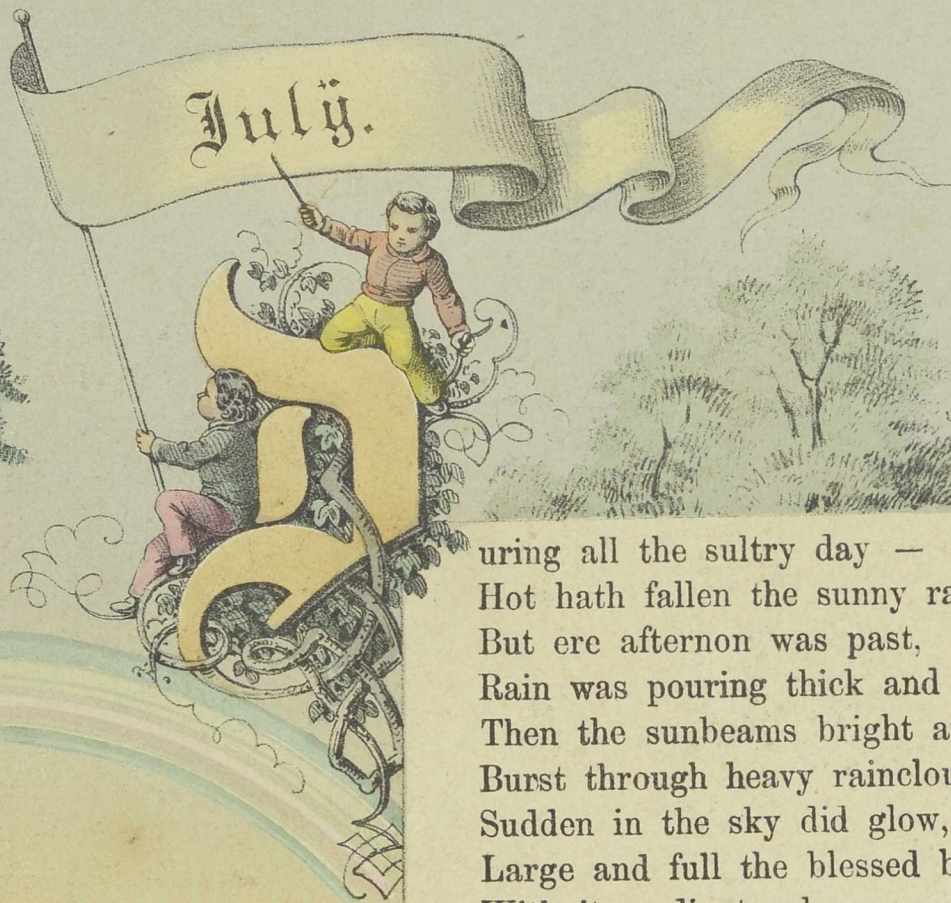 Julÿ.
During all the sultry day —
Hot hath fallen the sunny
But ere afternon was past,
Rain was pouring thick and
Then the sunbeams bright
Burst through heavy
Sudden in the sky did glow,
Large and full the blessed